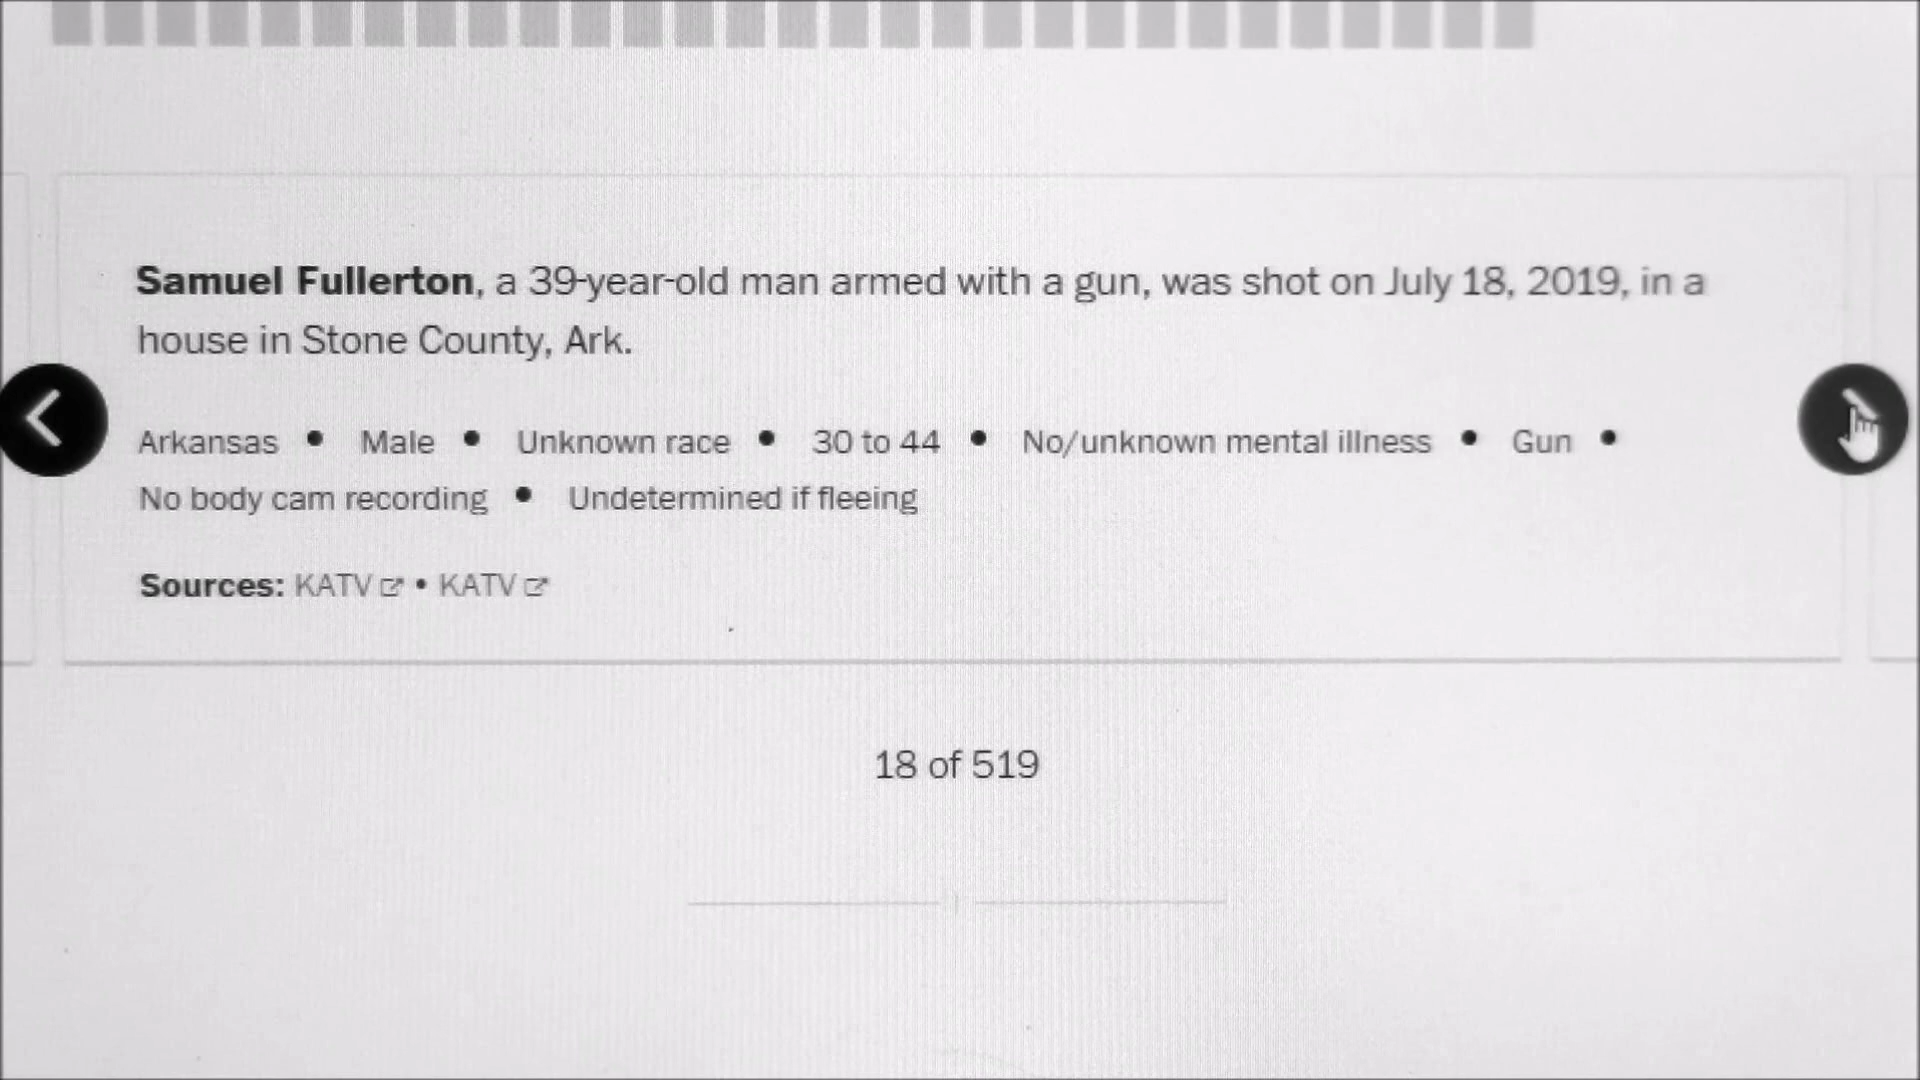 Samuel Fullerton, a 39-year-old man armed with a gun, was shot on July 18, 2019, in a
house in Stone County, Ark.
Arkansas • Male • Unknown race • 30 to 44 • No/unknown mental illness • Gun •
No body cam recording • Undetermined if fleeing
Sources: KATV • KATV
18 of 519